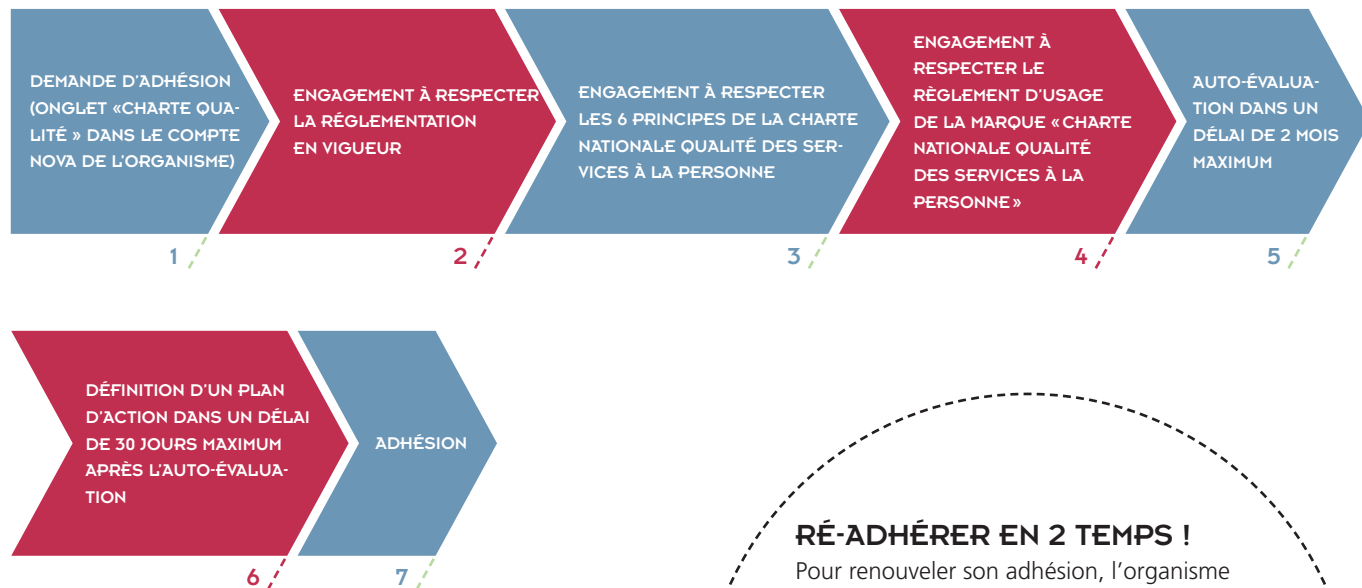 DEMANDE D'ADHÉSION
(ONGLET «CHARTE QUA-
LITÉ » DANS LE COMPTE
NOVA DE L'ORGANISME)
1
ENGAGEMENT À RESPECTER
LA RÉGLEMENTATION
EN VIGUEUR
2
ENGAGEMENT À RESPECTER
LES 6 PRINCIPES DE LA CHARTE
NATIONALE QUALITÉ DES SER-
VICES À LA PERSONNE
3
ENGAGEMENT À
RESPECTER LE
RÈGLEMENT D'USAGE
DE LA MARQUE «CHARTE
NATIONALE QUALITÉ
DES SERVICES À LA
PERSONNE»
4
AUTO-ÉVALUA-
TION DANS UN
DÉLAI DE 2 MOIS
MAXIMUM
5
DÉFINITION D'UN PLAN
D'ACTION DANS UN DÉLAI
DE 30 JOURS MAXIMUM
APRÈS L'AUTO-ÉVALUA-
TION
6
ADHÉSION
7
RÉ-ADHÉRER EN 2 TEMPS !
Pour renouveler son adhésion, l'organisme